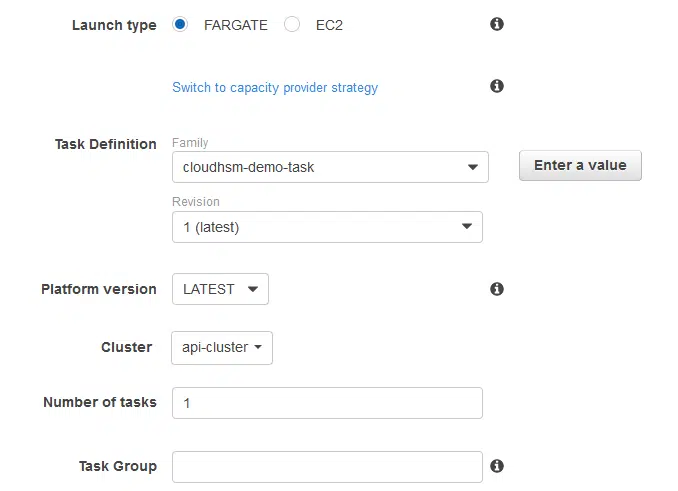 Launch type FARGATE EC2
Switch to capacity provider strategy
Task Definition
Family
cloudhsm-demo-task
Enter a value
Revision
1 (latest)
Platform version LATEST
Cluster api-cluster
Number of tasks 1
Task Group